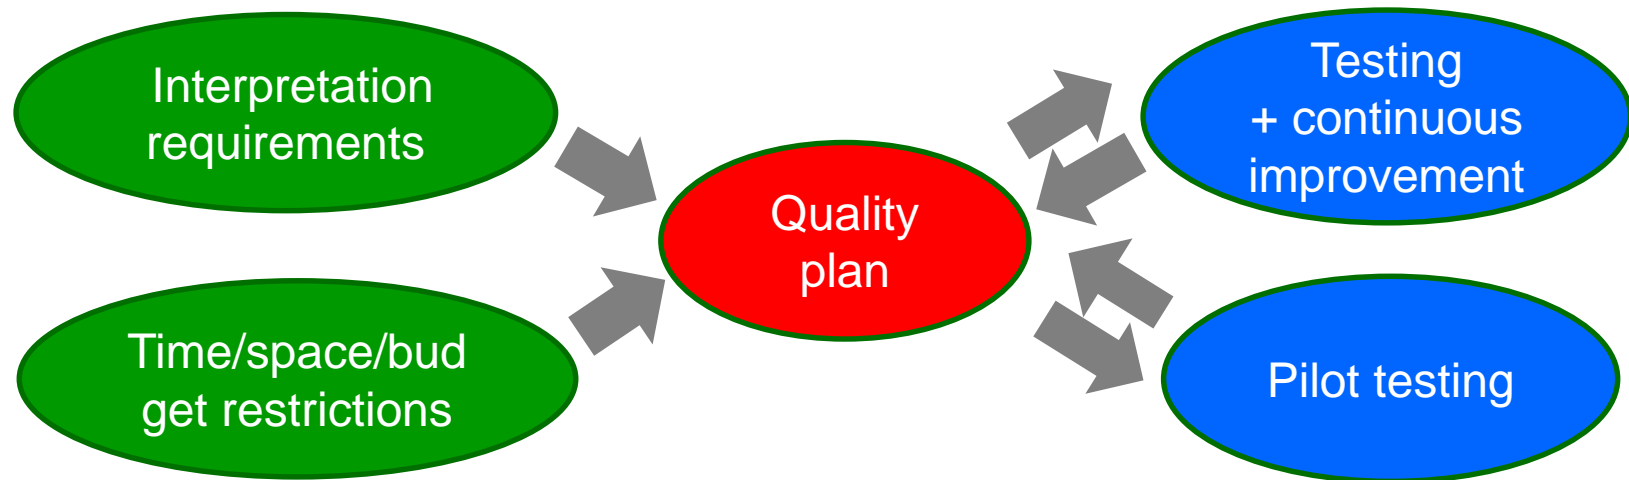 Interpretation
requirements
Time/space/bud
get restrictions
Quality
plan
Testing
+ continuous
improvement
Pilot testing